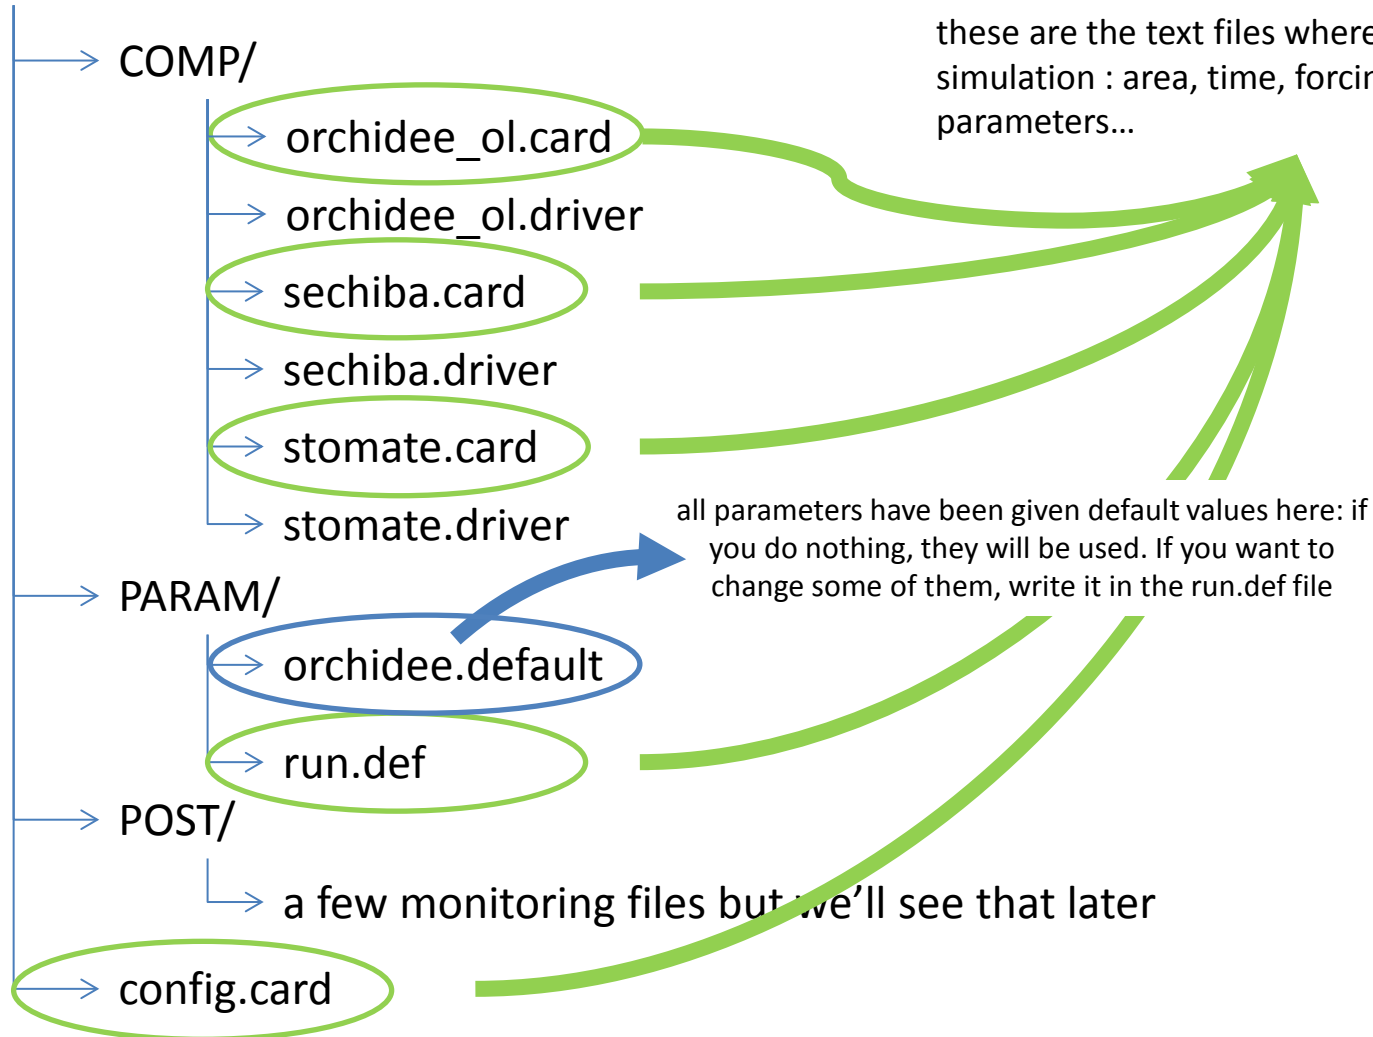 these are the text files where
simulation : area, time, forcin
parameters…
COMP/
orchidee_ol.card
orchidee_ol.driver
sechiba.card
sechiba.driver
stomate.card
stomate.driver
all parameters have been given default values here: if
you do nothing, they will be used. If you want to
change some of them, write it in the run.def file
PARAM/
orchidee.default
run.def
POST/
a few monitoring files but we’ll see that later
config.card